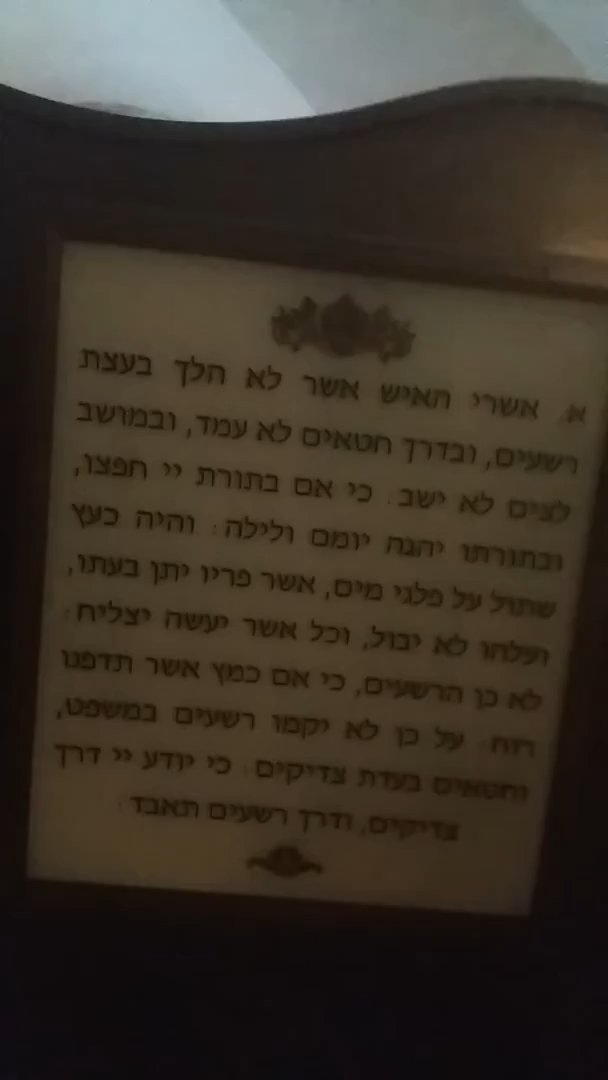 א. אשרי האיש אשר לא הלך בעצת
רשעים, ובדרך חטאים לא עמד, ובמושב
לצים לא ישב: כי אם בתורת יי חפצו,
ובתורתו יהגה יומם ולילה: והיה כעץ
שתול על פלגי מים, אשר פריו יתן בעתו,
ועלהו לא יבול, וכל אשר יעשה יצליח:
לא כן הרשעים, כי אם כמץ אשר תדפנו
רוח: על כן לא יקמו רשעים במשפט,
וחטאים בעדת צדיקים: כי יודע יי דרך
צדיקים, ודרך רשעים תאבד: